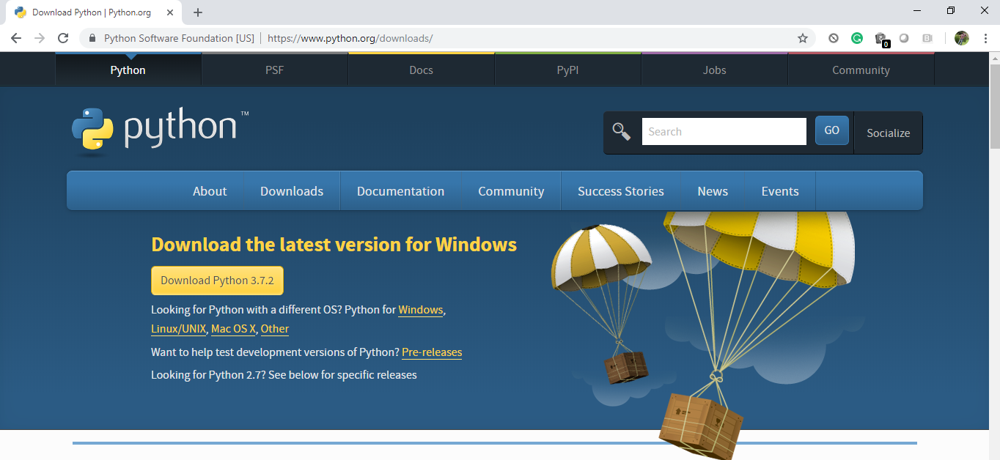 Download Python | Python.org
Python Software Foundation [US] | https://www.python.org/downloads/
0
Python PSF Docs PyPI Jobs Community
python™
Search GO Socialize
About Downloads Documentation Community Success Stories News Events
Download the latest version for Windows
Download Python 3.7.2
Looking for Python with a different OS? Python for Windows,
Linux/UNIX, Mac OS X, Other
Want to help test development versions of Python? Pre-releases
Looking for Python 2.7? See below for specific releases